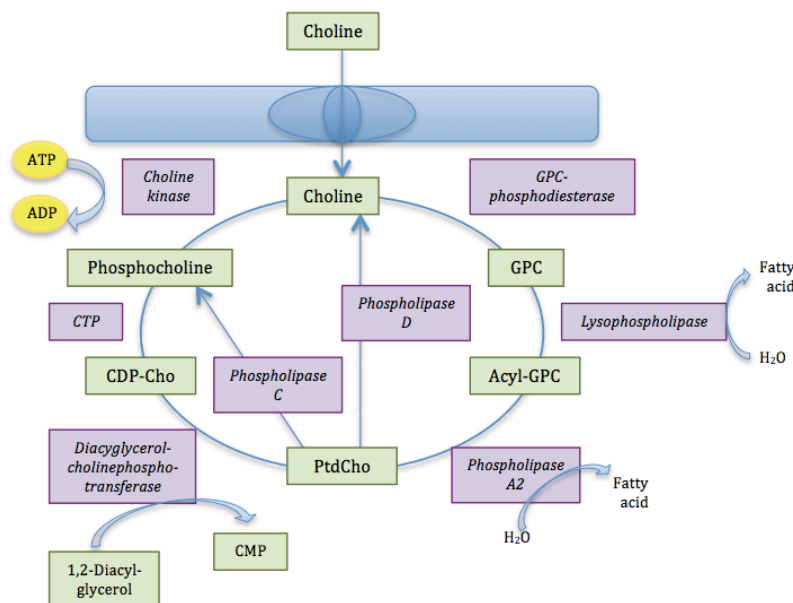 Choline
ATP
ADP
Choline
kinase
Choline
GPC-
phosphodiesterase
Phosphocholine
GPC
Fatty
acid
CTP
Phospholipase
D
Lysophospholipase
H₂O
CDP-Cho
Phospholipase
C
Acyl-GPC
Diacyglycerol-
cholinephospho-
transferase
PtdCho
Phospholipase
A2
Fatty
acid
H₂O
1,2-Diacyl-
glycerol
CMP